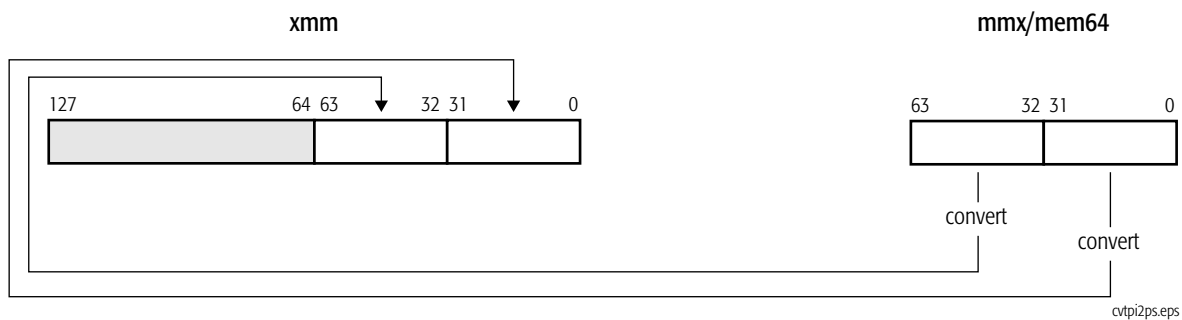 xmm mmx/mem64
127 64 63 32 31 0 63 32 31 0
convert
convert
cvtpi2ps.eps